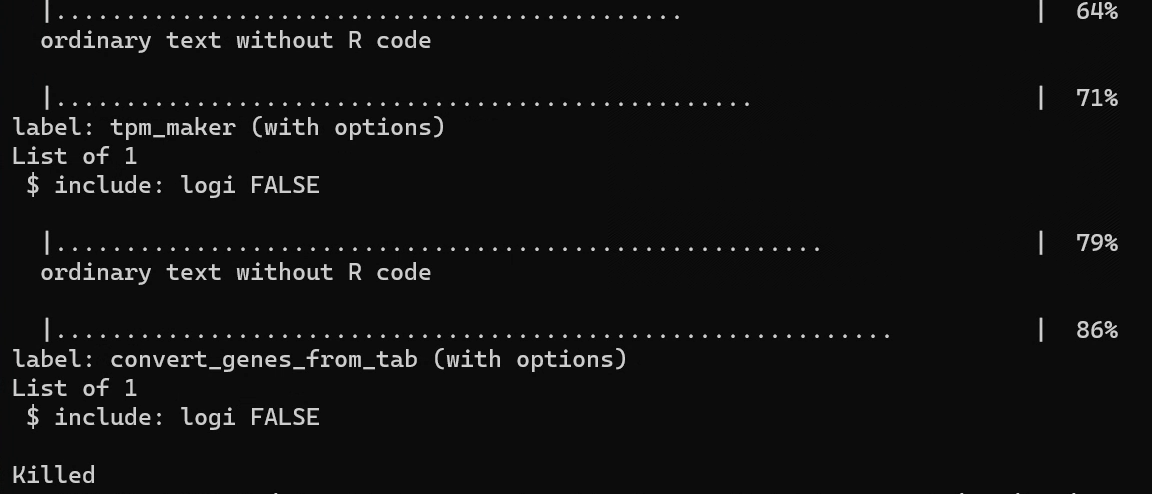 |............................................. | 64%
ordinary text without R code
|.................................................. | 71%
label: tpm_maker (with options)
List of 1
$ include: logi FALSE
|....................................................... | 79%
ordinary text without R code
|............................................................ | 86%
label: convert_genes_from_tab (with options)
List of 1
$ include: logi FALSE
Killed